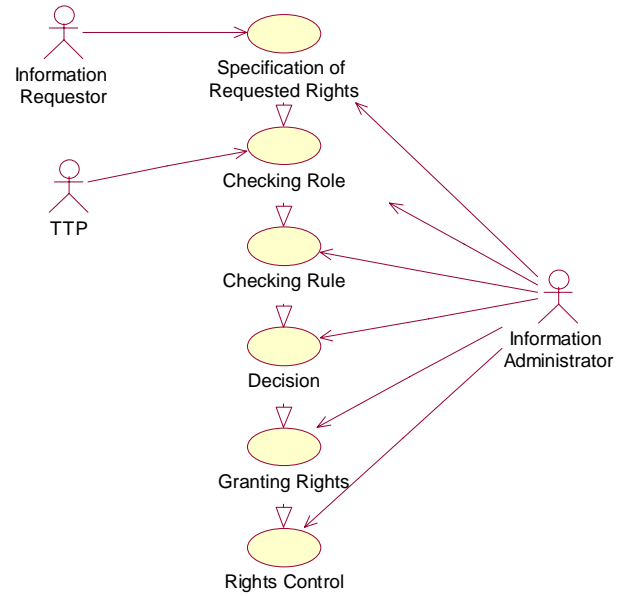 Information
Requestor
Specification of
Requested Rights
Checking Role
TTP
Checking Rule
Information
Administrator
Decision
Granting Rights
Rights Control